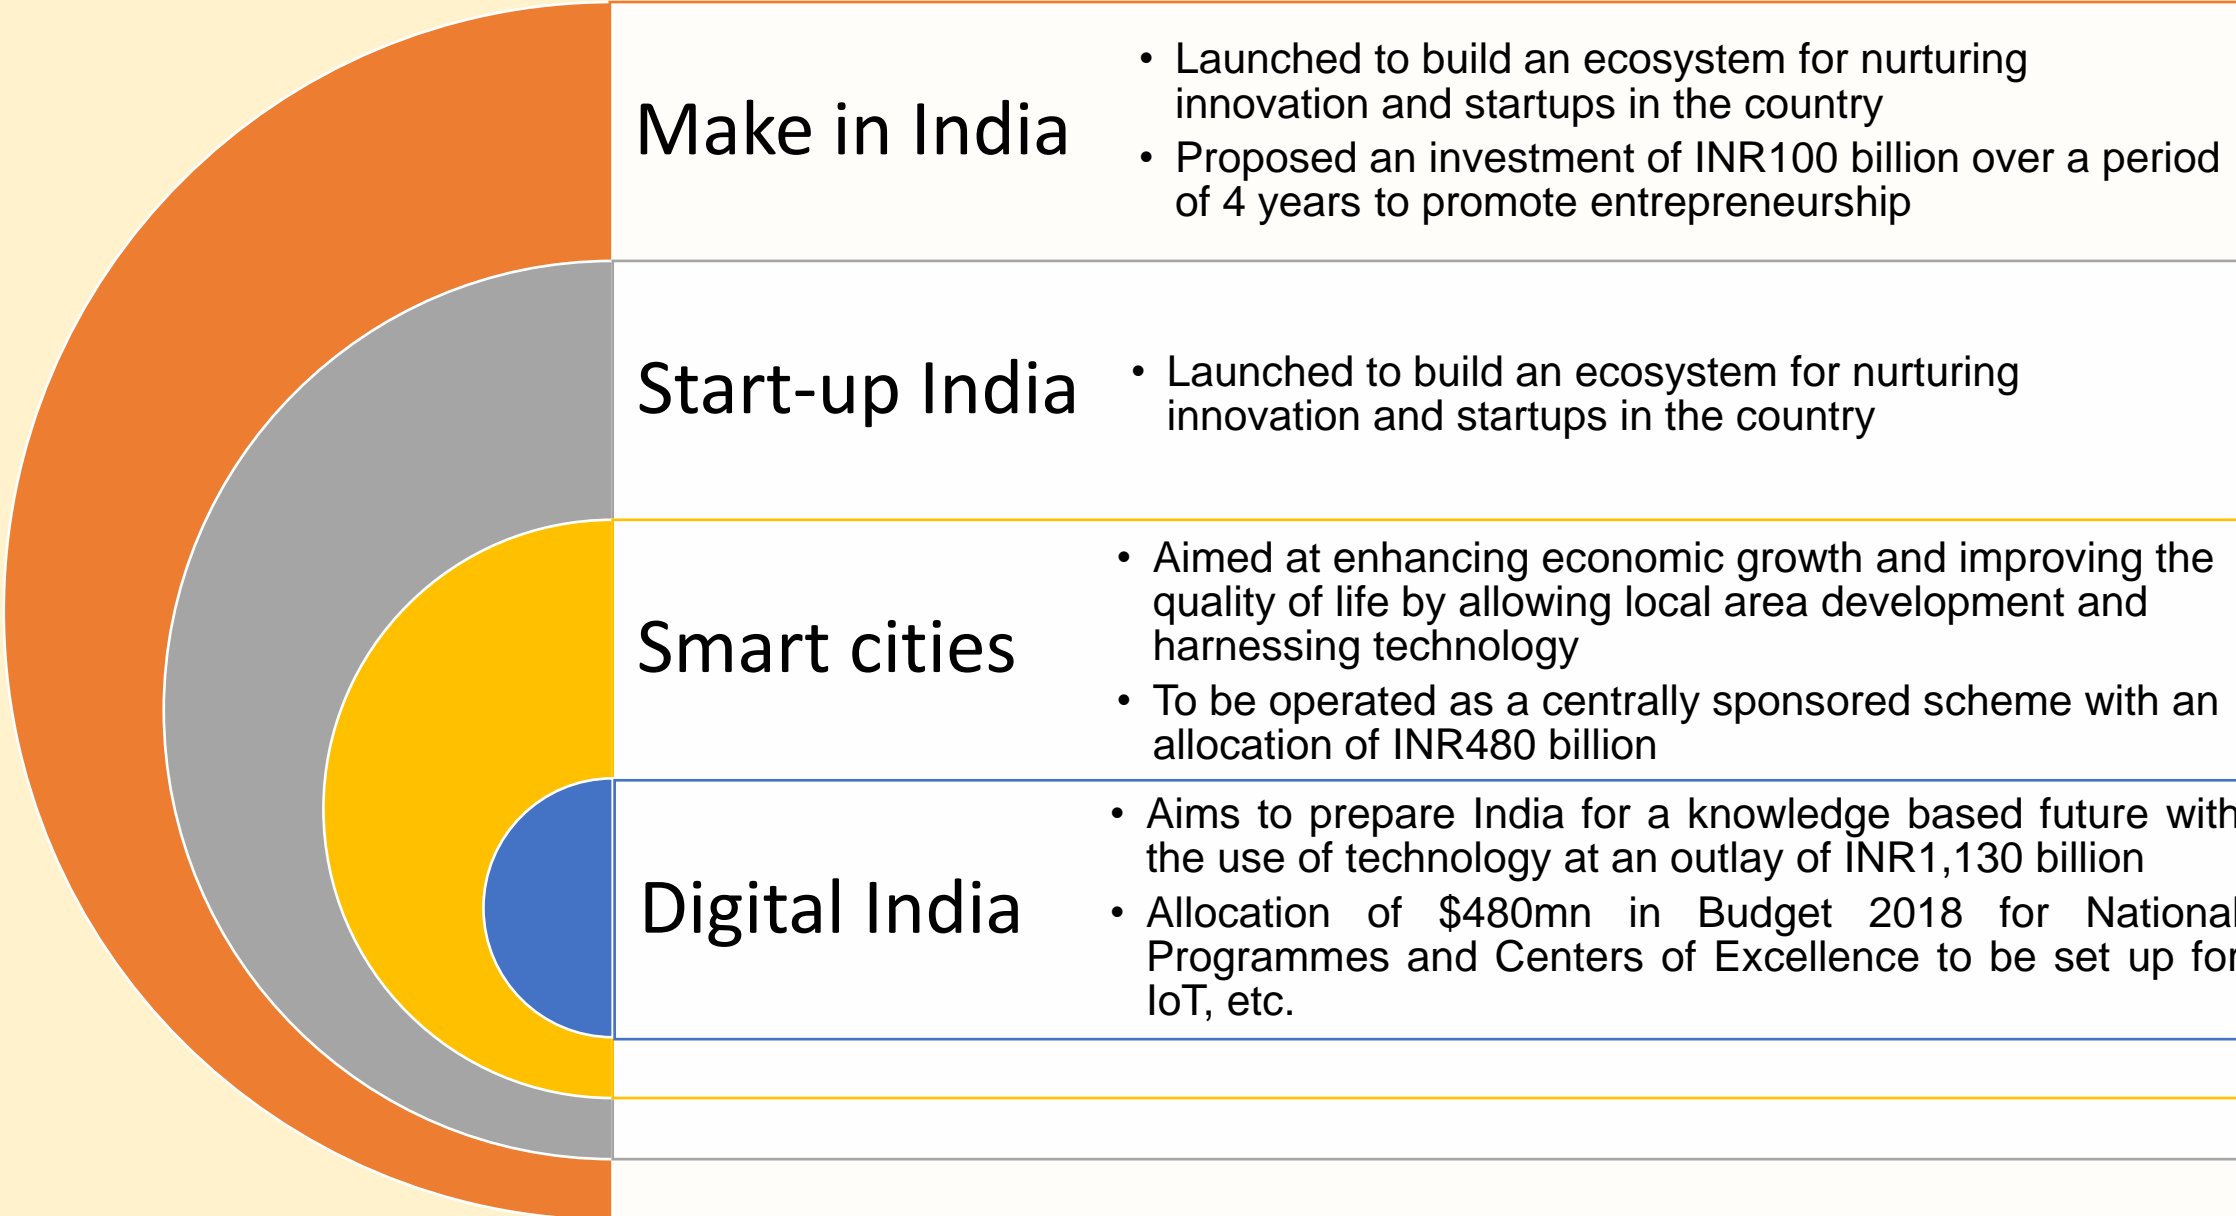 Make in India
• Launched to build an ecosystem for nurturing
innovation and startups in the country
• Proposed an investment of INR100 billion over a period
of 4 years to promote entrepreneurship
Start-up India
• Launched to build an ecosystem for nurturing
innovation and startups in the country
Smart cities
• Aimed at enhancing economic growth and improving the
quality of life by allowing local area development and
harnessing technology
• To be operated as a centrally sponsored scheme with an
allocation of INR480 billion
Digital India
• Aims to prepare India for a knowledge based future with
the use of technology at an outlay of INR1,130 billion
• Allocation of $480mn in Budget 2018 for National
Programmes and Centers of Excellence to be set up for
IoT, etc.